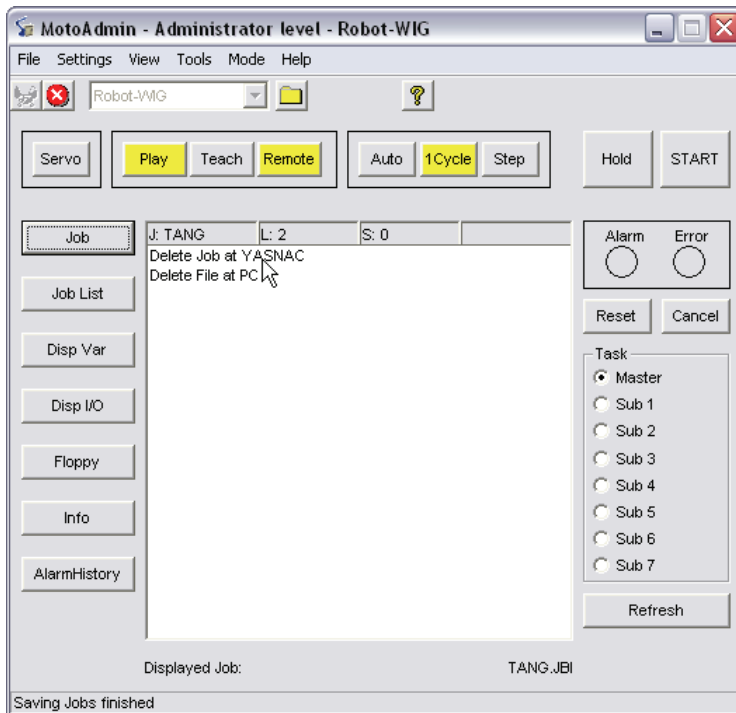 MotoAdmin - Administrator level - Robot-WIG
File Settings View Tools Mode Help
Robot-WIG
?
Servo Play Teach Remote Auto 1Cycle Step Hold START
Job
J: TANG L: 2 S: 0
Delete Job at YASNAC
Delete File at PC
Alarm Error
Job List
Reset Cancel
Disp Var
Task
Master
Disp I/O
Sub 1
Sub 2
Floppy
Sub 3
Sub 4
Info
Sub 5
Sub 6
AlarmHistory
Sub 7
Refresh
Displayed Job: TANG.JBI
Saving Jobs finished